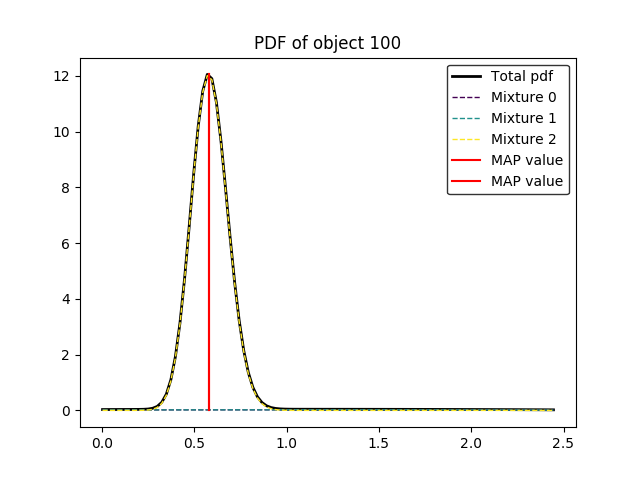 PDF of object 100
Total pdf
Mixture 0
Mixture 1
Mixture 2
MAP value
MAP value
12
10
8
6
4
2
0
0.0 0.5 1.0 1.5 2.0 2.5